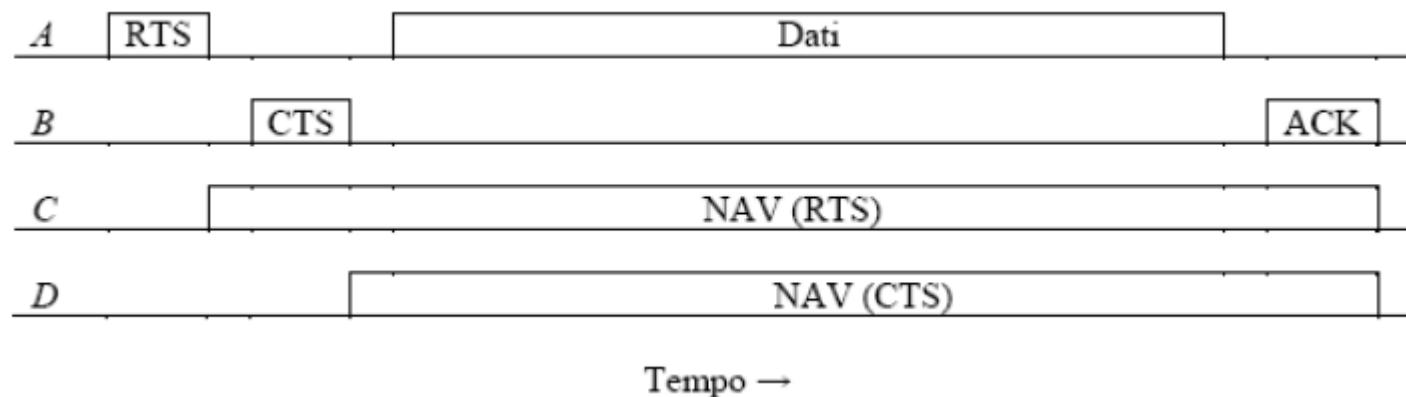 A RTS Dati
B CTS ACK
C NAV (RTS)
D NAV (CTS)
Tempo →